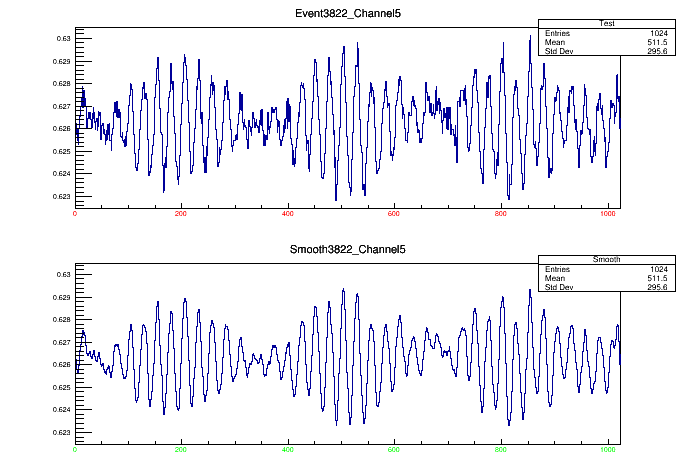 Event3822_Channel5
Test
Entries 1024
Mean 511.5
Std Dev 295.6
0.63
0.629
0.628
0.627
0.626
0.625
0.624
0.623
0 200 400 600 800 1000
Smooth3822_Channel5
Smooth
Entries 1024
Mean 511.5
Std Dev 295.6
0.63
0.629
0.628
0.627
0.626
0.625
0.624
0.623
0 200 400 600 800 1000